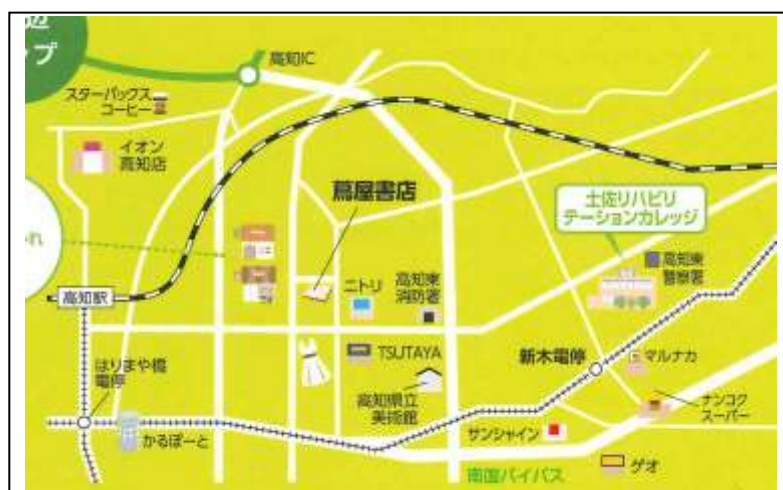 辺
ップ
高知IC
スターバックス
コーヒー
イオン
高知店
蔦屋書店
土佐リハビリ
テーションカレッジ
れ
高知東
警察署
ニトリ
高知東
消防署
高知駅
TSUTAYA
新木電停
マルナカ
はりまや橋
電停
高知県立
美術館
ナンコク
スーパー
かるぽーと
サンシャイン
南国バイパス
ゲオ